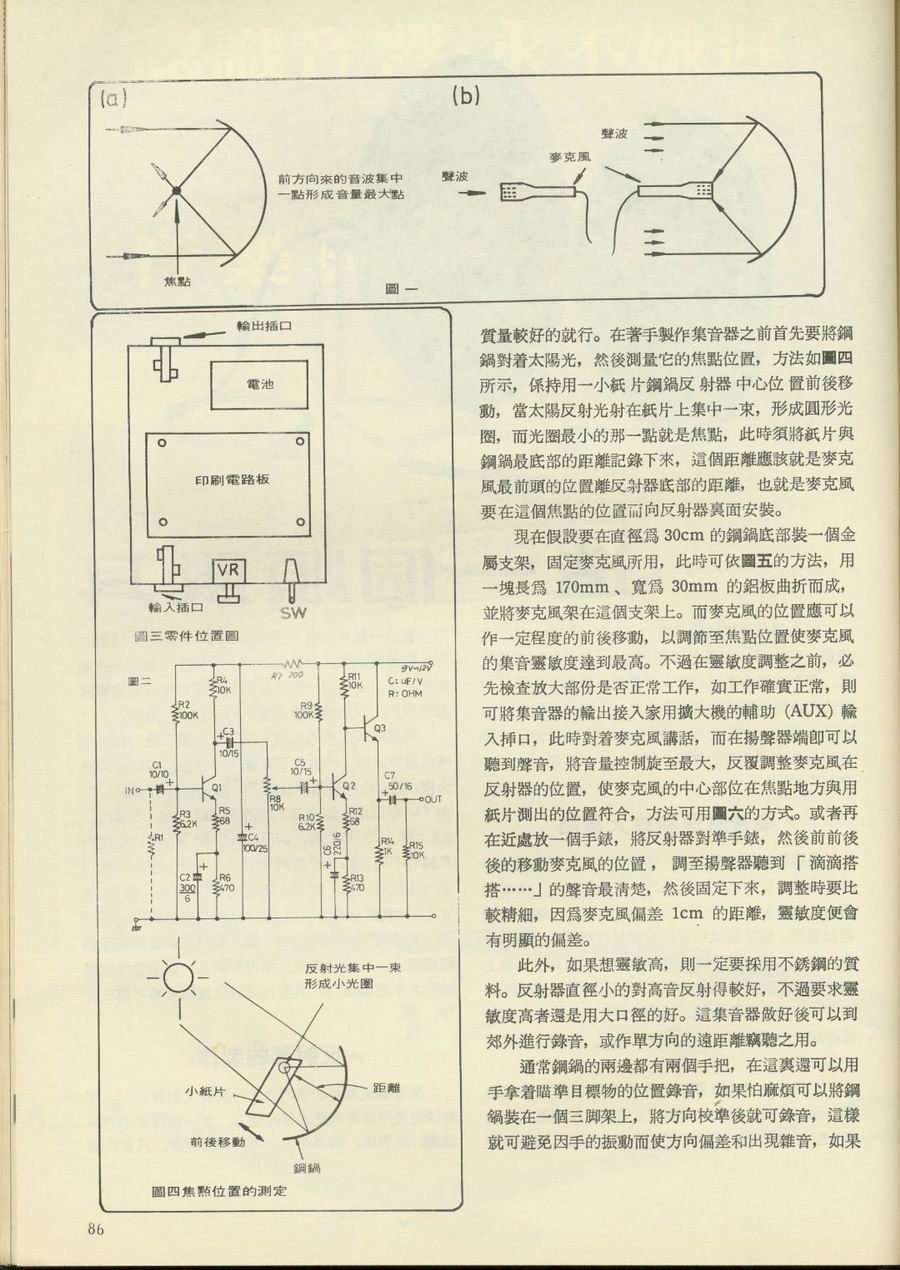 (a)
(b)
前方向來的音波集中
一點形成音量最大點
焦點
聲波
麥克風
聲波
圖一
輸出插口
電池
印刷電路板
VR
輸入插口
SW
圖三零件位置圖
圖二
R7 200
9V~12V
C:uF/V
R:OHM
R4
10K
R11
10K
R2
100K
R9
100K
C3
10/15
Q3
C1
10/10
C5
10/15
C7
50/16
IN
Q1
Q2
OUT
R8
10K
R3
6.2K
R5
68
R10
6.2K
R12
68
R1
C4
100/25
C6
220/6
R14
1K
R15
10K
C2
300
6
R6
470
R13
470
反射光集中一束
形成小光圈
小紙片
距離
前後移動
鋼鍋
圖四焦點位置的測定
質量較好的就行。在著手製作集音器之前首先要將鋼
鍋對着太陽光，然後測量它的焦點位置，方法如圖四
所示，係持用一小紙片鋼鍋反射器中心位置前後移
動，當太陽反射光射在紙片上集中一束，形成圓形光
圈，而光圈最小的那一點就是焦點，此時須將紙片與
鋼鍋最底部的距離記錄下來，這個距離應該就是麥克
風最前頭的位置離反射器底部的距離，也就是麥克風
要在這個焦點的位置而向反射器裏面安裝。
現在假設要在直徑爲 30cm 的鋼鍋底部裝一個金
屬支架，固定麥克風所用，此時可依圖五的方法，用
一塊長爲 170mm、寬爲 30mm 的鋁板曲折而成，
並將麥克風架在這個支架上。而麥克風的位置應可以
作一定程度的前後移動，以調節至焦點位置使麥克風
的集音靈敏度達到最高。不過在靈敏度調整之前，必
先檢查放大部份是否正常工作，如工作確實正常，則
可將集音器的輸出接入家用擴大機的輔助（AUX）輸
入插口，此時對着麥克風講話，而在揚聲器端卽可以
聽到聲音，將音量控制旋至最大，反覆調整麥克風在
反射器的位置，使麥克風的中心部位在焦點地方與用
紙片測出的位置符合，方法可用圖六的方式。或者再
在近處放一個手錶，將反射器對準手錶，然後前前後
後的移動麥克風的位置，調至揚聲器聽到「滴滴搭
搭……」的聲音最清楚，然後固定下來，調整時要比
較精細，因爲麥克風偏差 1cm 的距離，靈敏度便會
有明顯的偏差。
此外，如果想靈敏高，則一定要採用不銹鋼的質
料。反射器直徑小的對高音反射得較好，不過要求靈
敏度高者還是用大口徑的好。這集音器做好後可以到
郊外進行錄音，或作單方向的遠距離竊聽之用。
通常鋼鍋的兩邊都有兩個手把，在這裏還可以用
手拿着瞄準目標物的位置錄音，如果怕麻煩可以將鋼
鍋裝在一個三脚架上，將方向校準後就可錄音，這樣
就可避免因手的振動而使方向偏差和出現雜音，如果
86